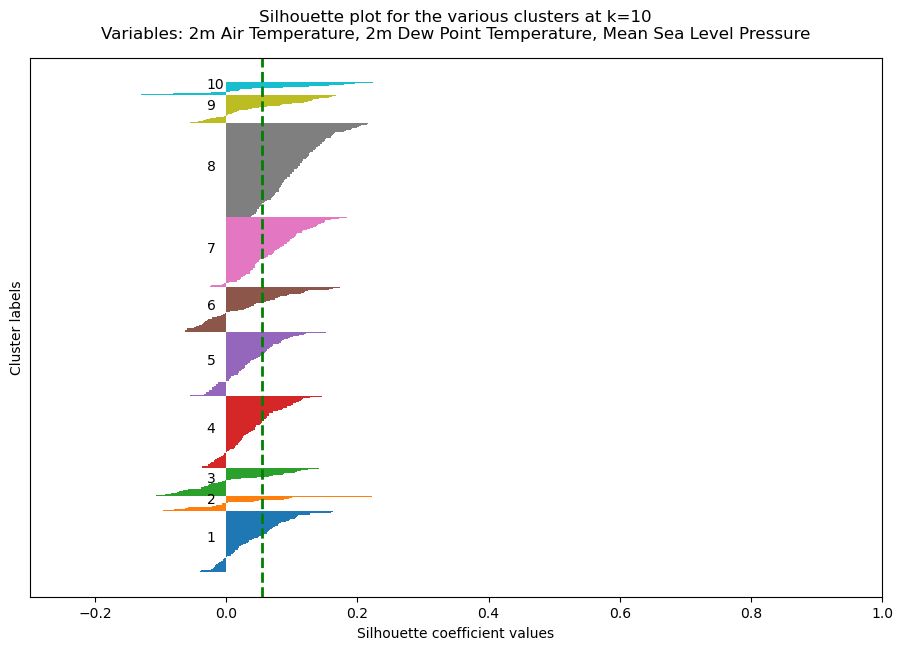 Silhouette plot for the various clusters at k=10
Variables: 2m Air Temperature, 2m Dew Point Temperature, Mean Sea Level Pressure
10
9
8
7
6
5
4
3
2
1
Cluster labels
−0.2 0.0 0.2 0.4 0.6 0.8 1.0
Silhouette coefficient values